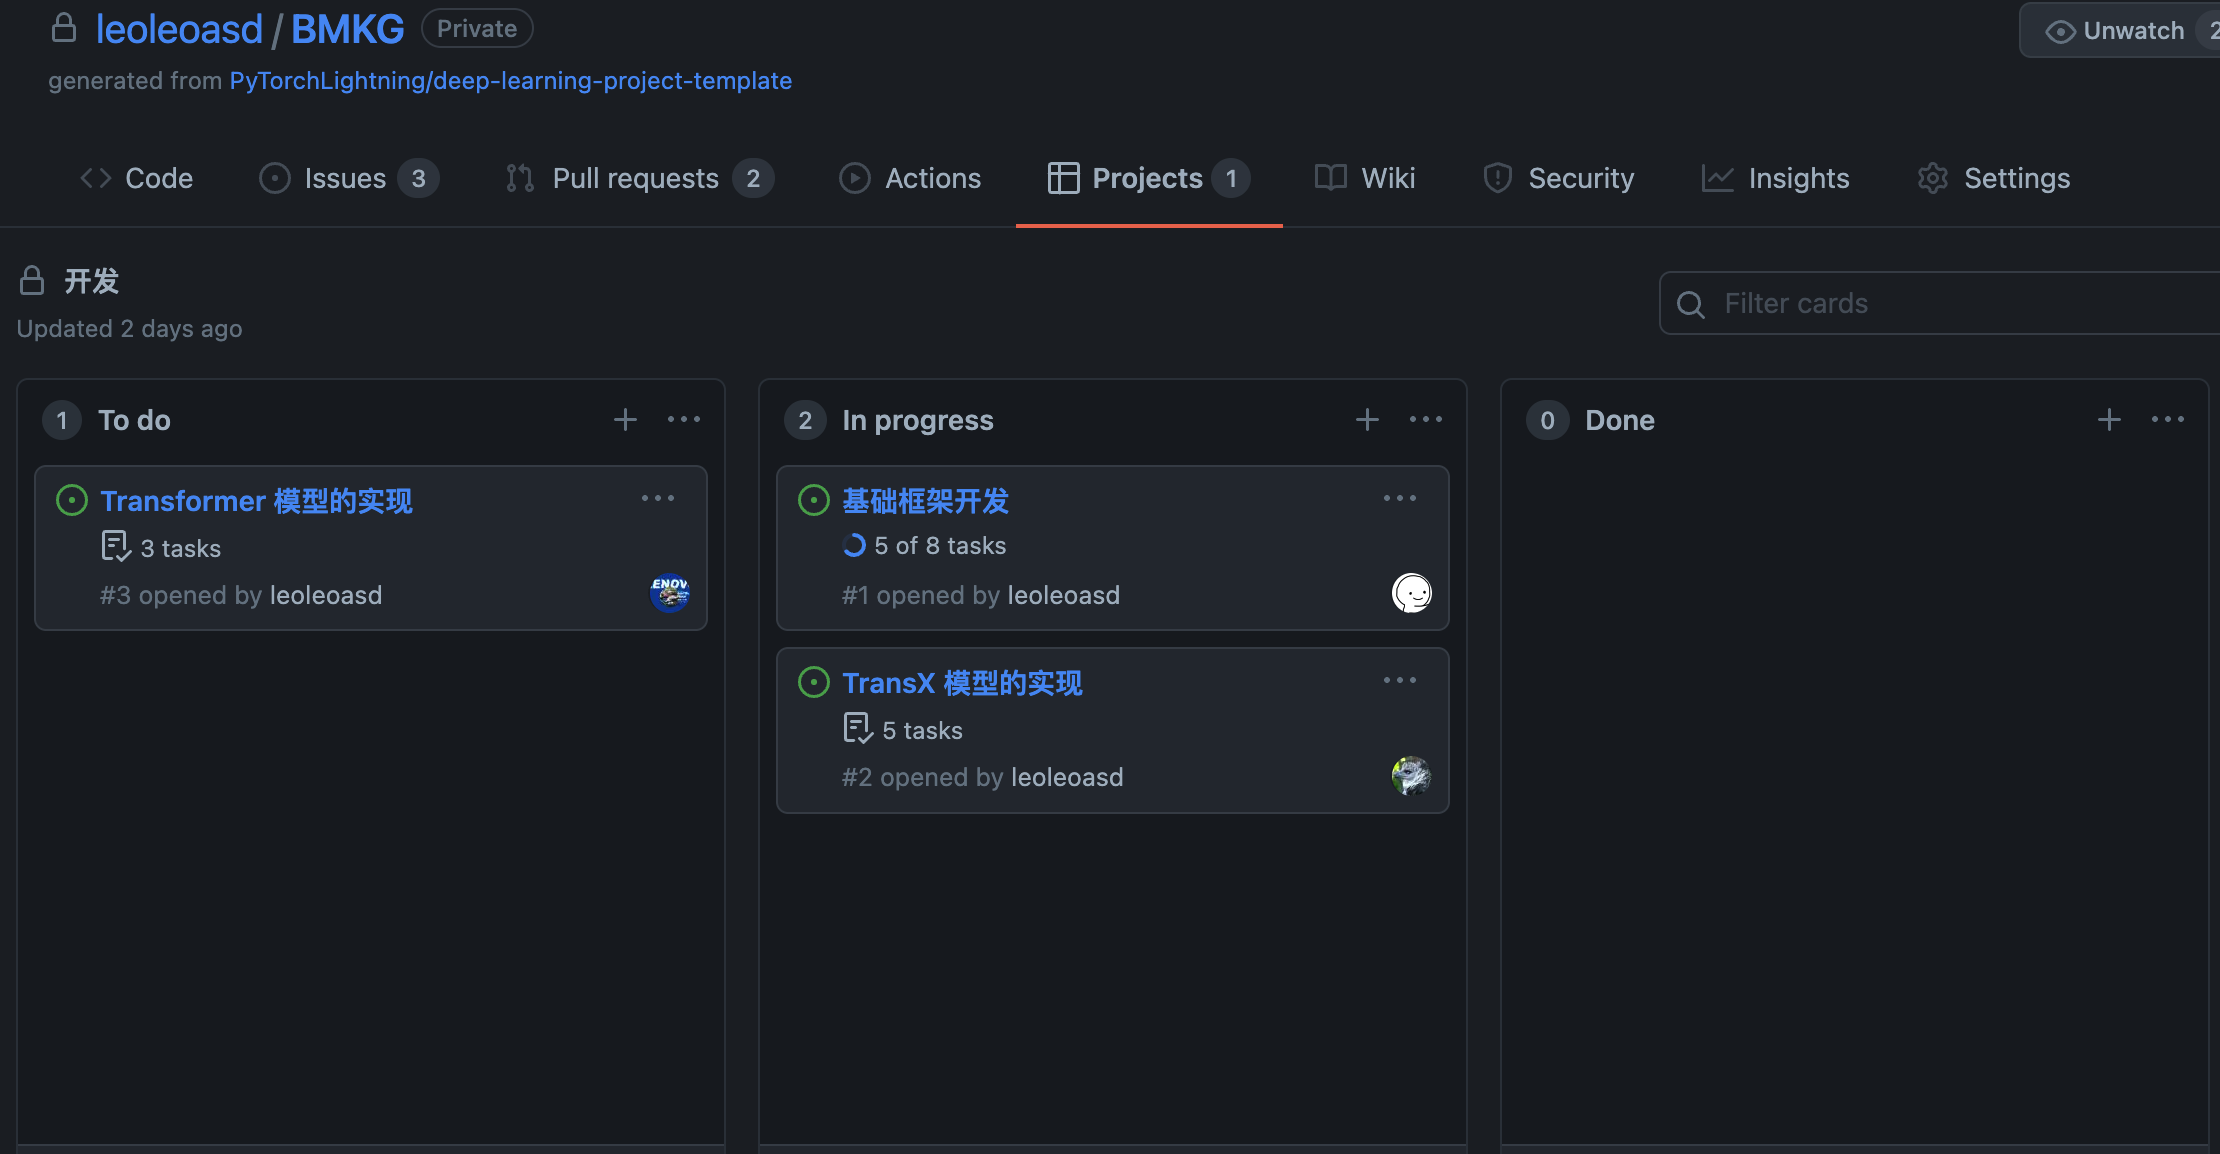 leoleoasd / BMKG Private
Unwatch 2
generated from PyTorchLightning/deep-learning-project-template
Code Issues 3 Pull requests 2 Actions Projects 1 Wiki Security Insights Settings
开发
Updated 2 days ago
Filter cards
1 To do
Transformer 模型的实现
3 tasks
#3 opened by leoleoasd
2 In progress
基础框架开发
5 of 8 tasks
#1 opened by leoleoasd
TransX 模型的实现
5 tasks
#2 opened by leoleoasd
0 Done